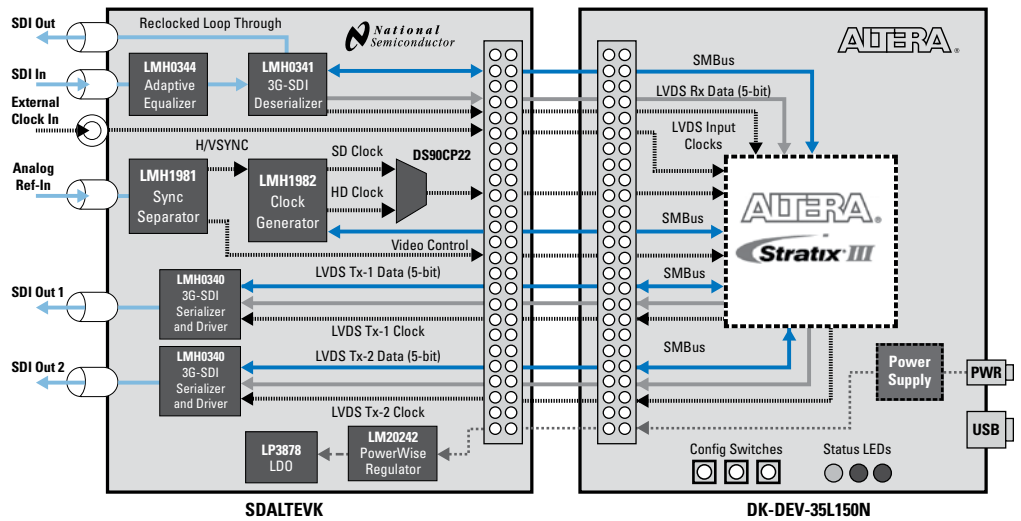 SDI Out
Reclocked Loop Through
National
Semiconductor
ALTERA®
SDI In
LMH0344
Adaptive
Equalizer
LMH0341
3G-SDI
Deserializer
SMBus
LVDS Rx Data (5-bit)
External
Clock In
LVDS Input
Clocks
H/VSYNC
SD Clock
DS90CP22
Analog
Ref-In
LMH1981
Sync
Separator
LMH1982
Clock
Generator
HD Clock
ALTERA®
Stratix III
SMBus
Video Control
SDI Out 1
LMH0340
3G-SDI
Serializer
and Driver
LVDS Tx-1 Data (5-bit)
LVDS Tx-1 Clock
SMBus
SDI Out 2
LMH0340
3G-SDI
Serializer
and Driver
LVDS Tx-2 Data (5-bit)
LVDS Tx-2 Clock
SMBus
Power
Supply
PWR
USB
LP3878
LDO
LM20242
PowerWise
Regulator
Config Switches
Status LEDs
SDALTEVK
DK-DEV-35L150N